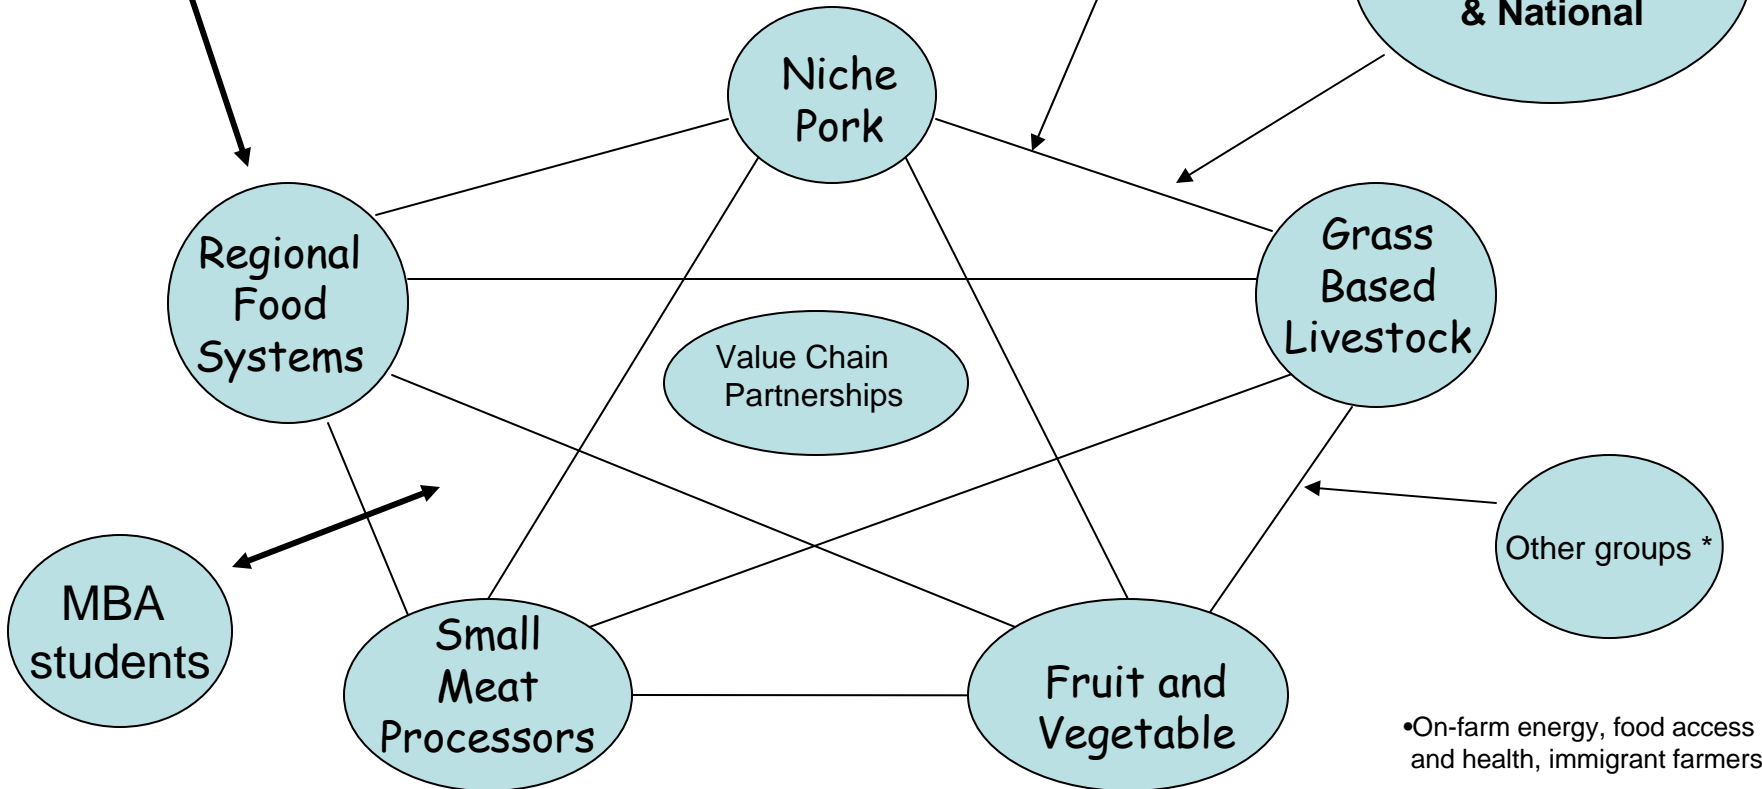 & National
Niche
Pork
Regional
Food
Systems
Grass
Based
Livestock
Value Chain
Partnerships
Other groups *
MBA
students
Small
Meat
Processors
Fruit and
Vegetable
•On-farm energy, food access
and health, immigrant farmers